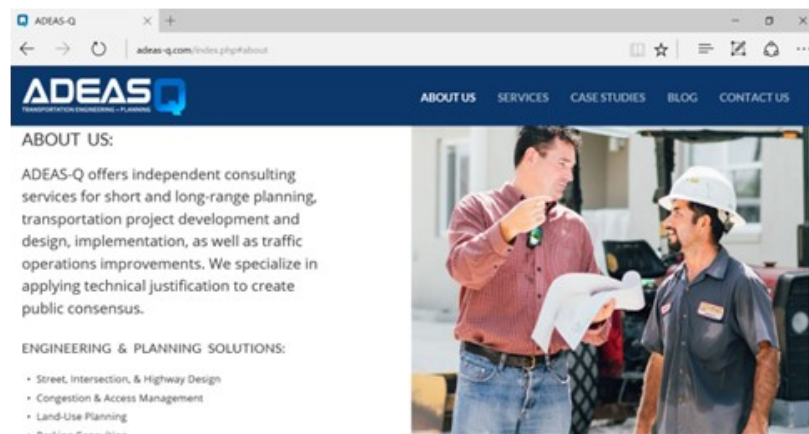 ADEAS-Q
adeas-q.com/index.php#about
ADEAS Q
TRANSPORTATION ENGINEERING – PLANNING
ABOUT US
SERVICES
CASE STUDIES
BLOG
CONTACT US
ABOUT US:
ADEAS-Q offers independent consulting
services for short and long-range planning,
transportation project development and
design, implementation, as well as traffic
operations improvements. We specialize in
applying technical justification to create
public consensus.
ENGINEERING & PLANNING SOLUTIONS:
• Street, Intersection, & Highway Design
• Congestion & Access Management
• Land-Use Planning
• Parking Consulting